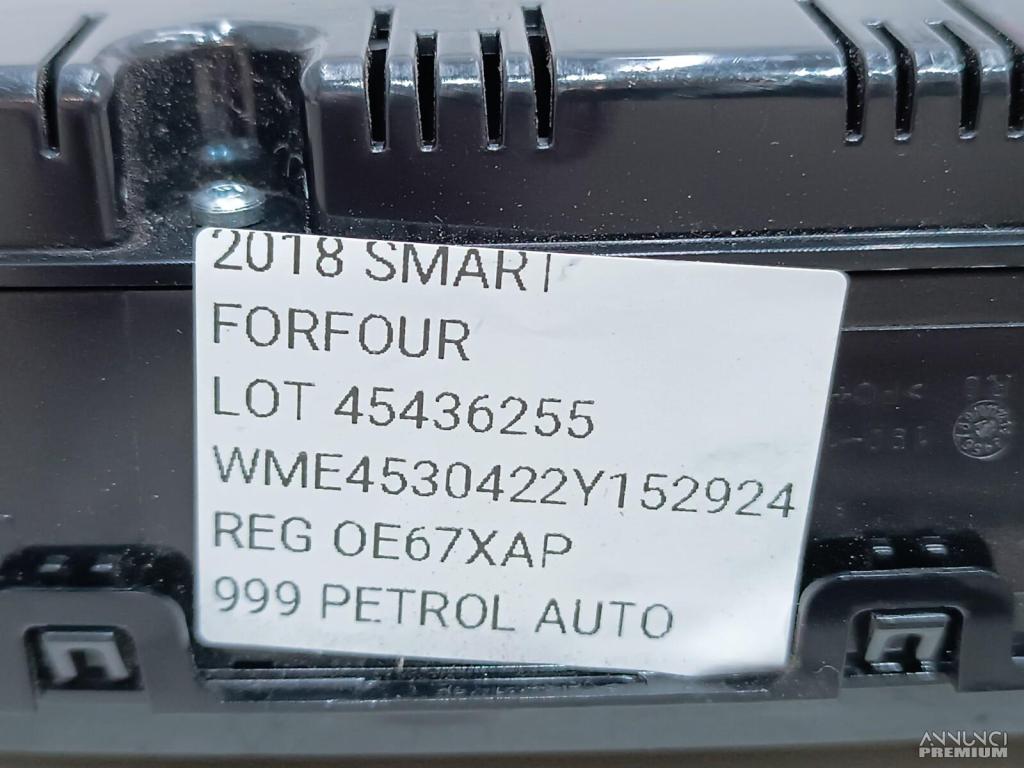 2018 SMART
FORFOUR
LOT 45436255
WME4530422Y152924
REG OE67XAP
999 PETROL AUTO
ANNUNCI
PREMIUM